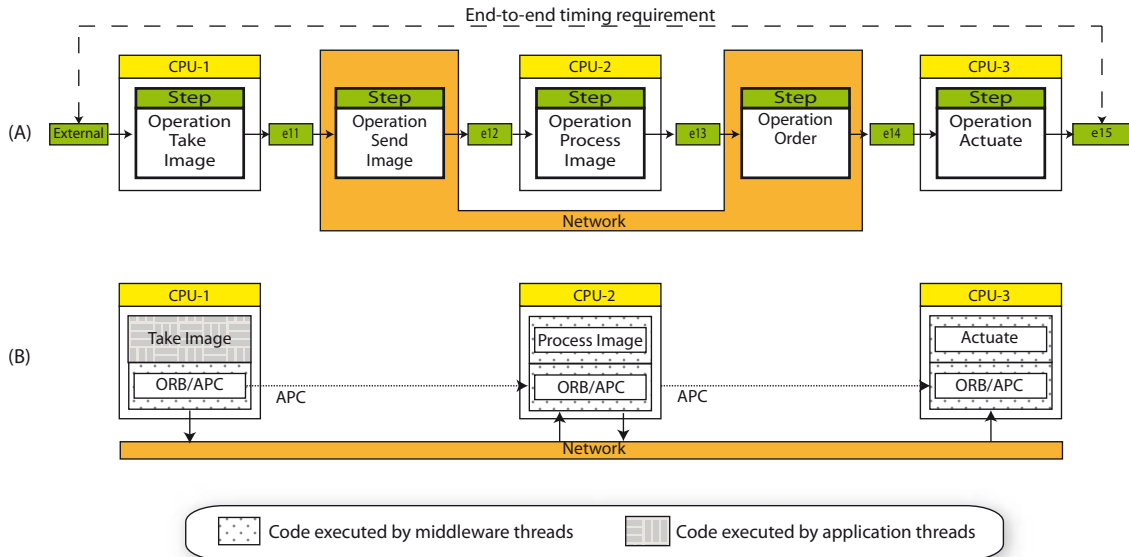 End-to-end timing requirement
CPU-1
CPU-2
CPU-3
Step
Step
Step
Step
Step
(A)
External
Operation
Take
Image
e11
Operation
Send
Image
e12
Operation
Process
Image
e13
Operation
Order
e14
Operation
Actuate
e15
Network
CPU-1
CPU-2
CPU-3
(B)
Take Image
Process Image
Actuate
ORB/APC
APC
ORB/APC
APC
ORB/APC
Network
Code executed by middleware threads
Code executed by application threads